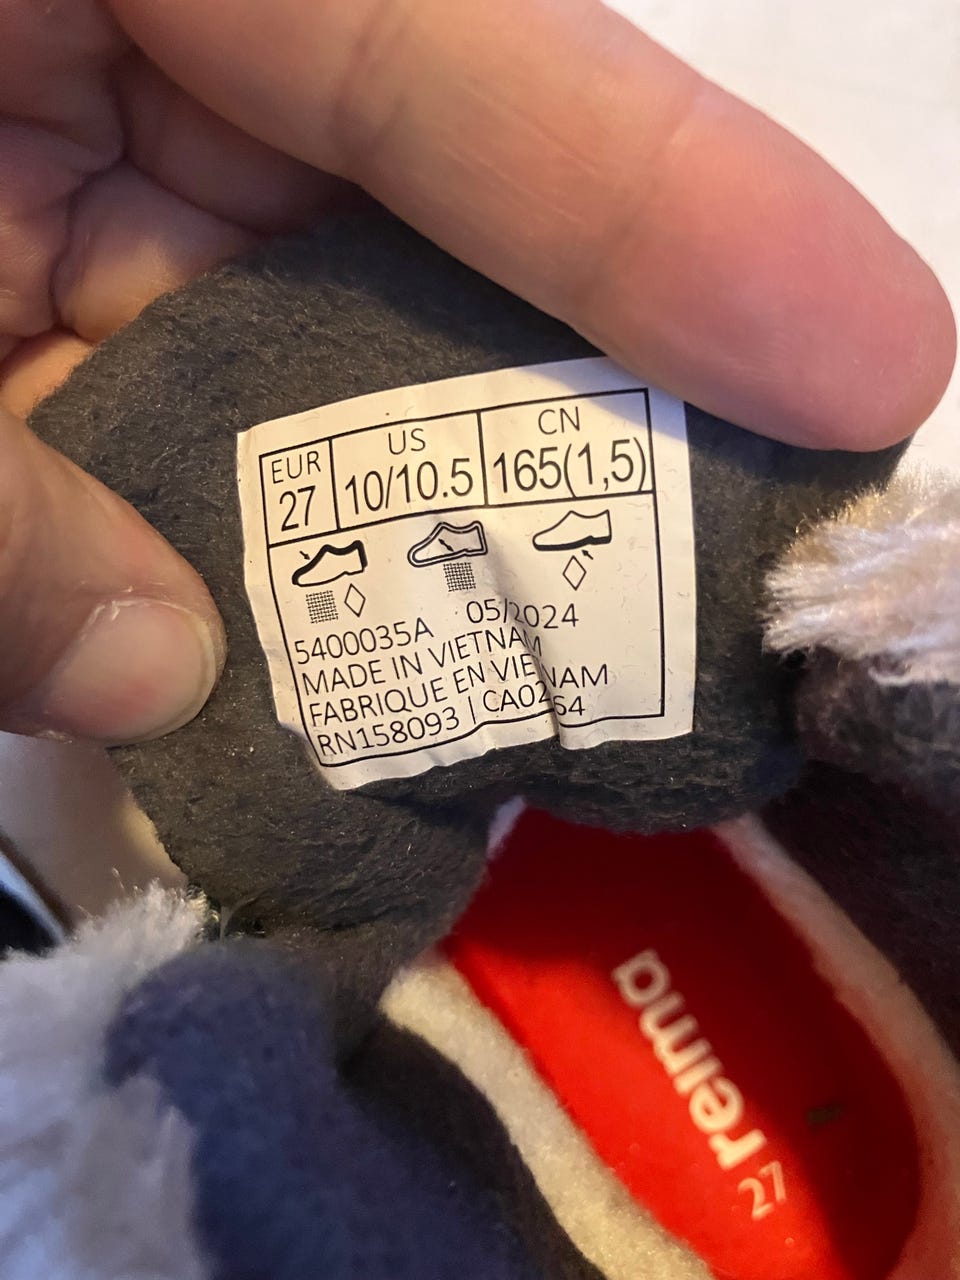 EUR US CN
27 10/10.5 165(1,5)
5400035A 05/2024
MADE IN VIETNAM
FABRIQUE EN VIETNAM
RN158093 | CA02
reima
27